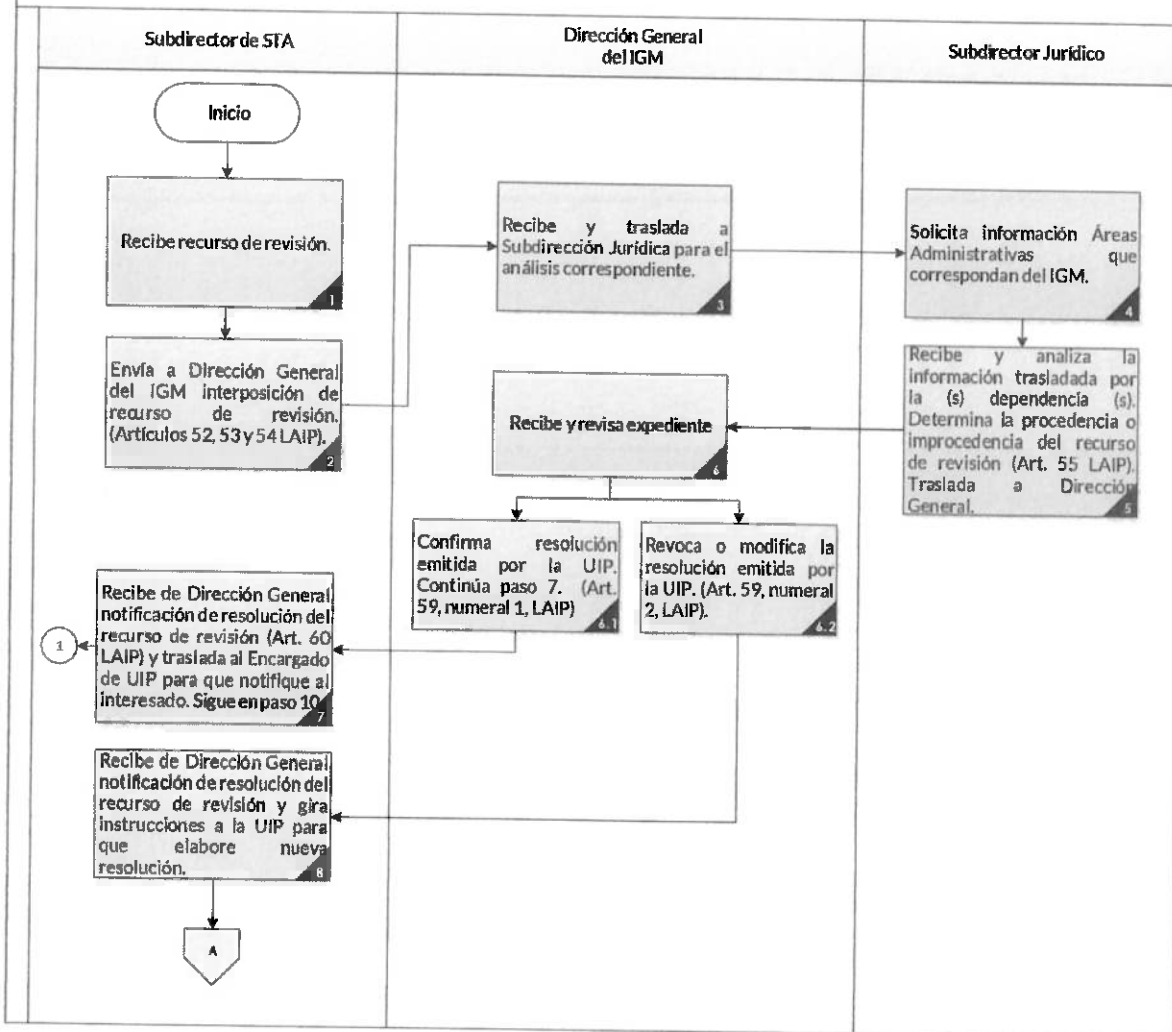 Subdirector de STA
Dirección General
del IGM
Subdirector Jurídico
Inicio
Recibe recurso de revisión.
1
Envía a Dirección General
del IGM interposición de
recurso de revisión.
(Artículos 52, 53 y 54 LAIP).
2
Recibe y traslada a
Subdirección Jurídica para el
análisis correspondiente.
3
Solicita información Áreas
Administrativas que
correspondan del IGM.
4
Recibe y analiza la
información trasladada por
la (s) dependencia (s).
Determina la procedencia o
improcedencia del recurso
de revisión (Art. 55 LAIP).
Traslada a Dirección
General.
5
Recibe y revisa expediente
6
Confirma resolución
emitida por la UIP.
Continúa paso 7. (Art.
59, numeral 1, LAIP)
6.1
Revoca o modifica la
resolución emitida por
la UIP. (Art. 59, numeral
2, LAIP).
6.2
Recibe de Dirección General
notificación de resolución del
recurso de revisión (Art. 60
LAIP) y traslada al Encargado
de UIP para que notifique al
interesado. Sigue en paso 10
7
1
Recibe de Dirección General
notificación de resolución del
recurso de revisión y gira
instrucciones a la UIP para
que elabore nueva
resolución.
8
A